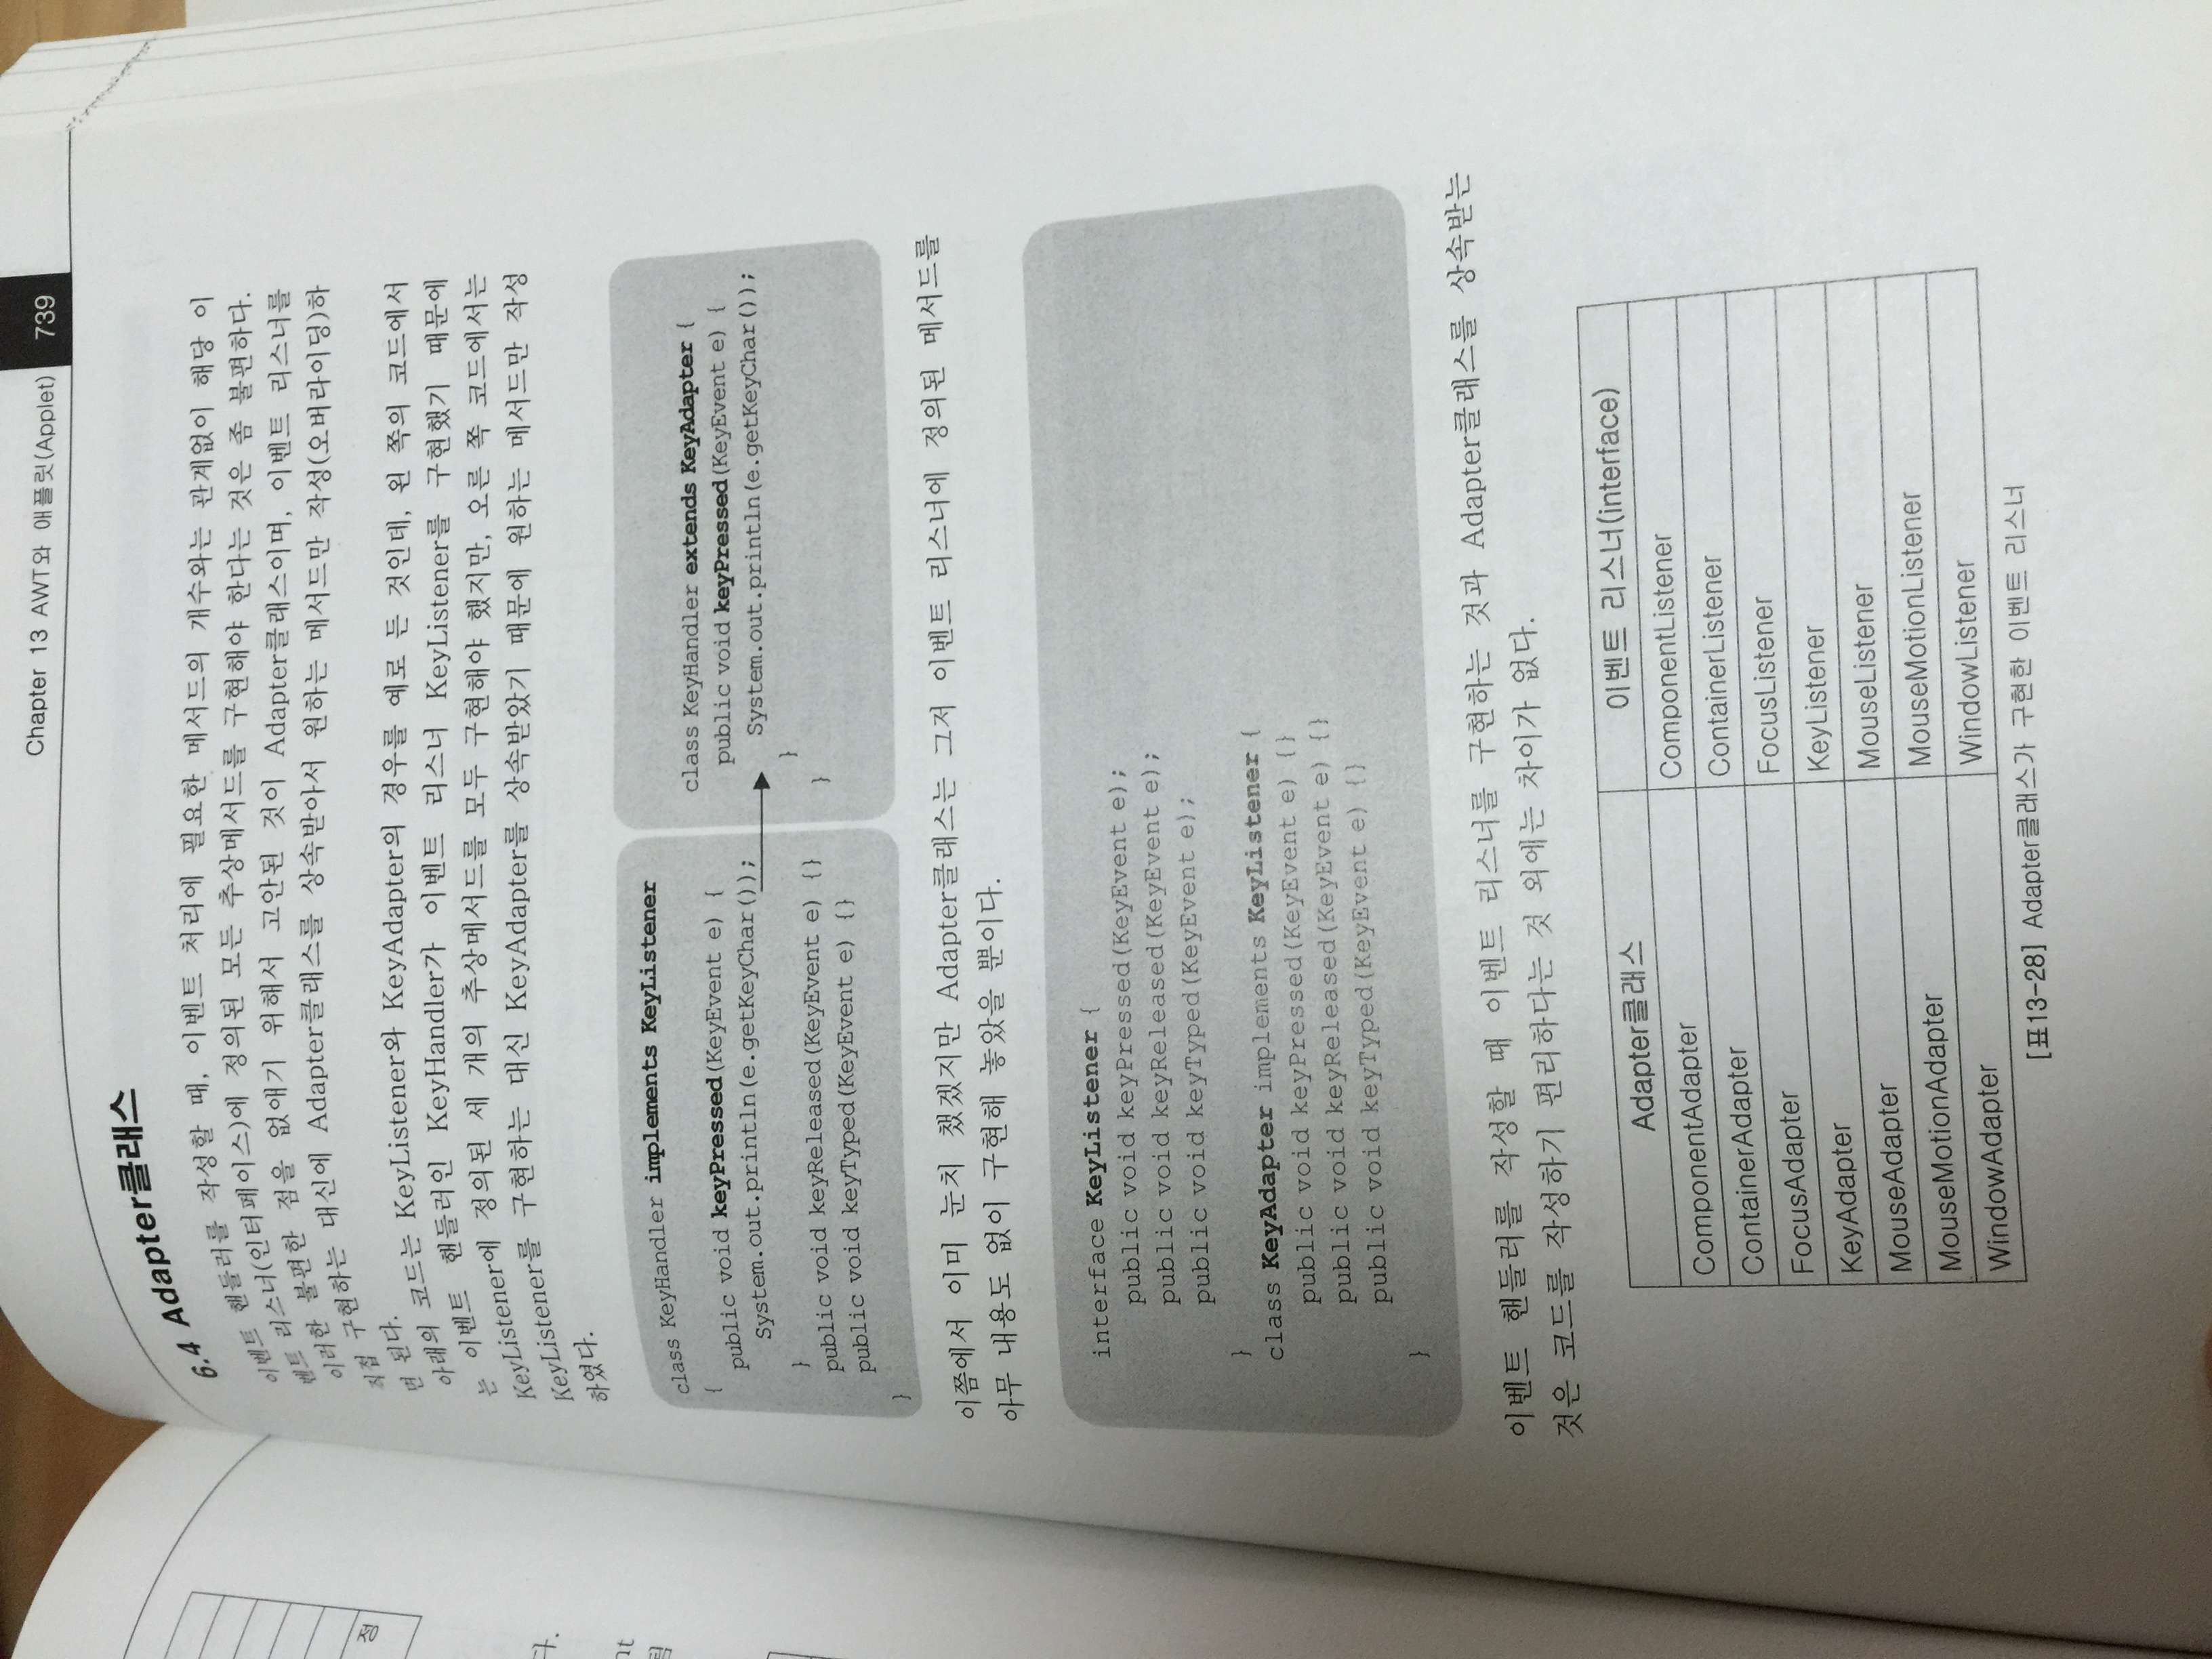 Chapter 13 AWT와 애플릿(Applet) 739
6.4 Adapter클래스
이벤트 핸들러를 작성할 때, 이벤트 처리에 필요한 메서드의 개수와는 관계없이 해당 이
벤트 리스너(인터페이스)에 정의된 모든 추상메서드를 구현해야 한다는 것은 좀 불편하다.
이러한 불편한 점을 없애기 위해서 고안된 것이 Adapter클래스이며, 이벤트 리스너를
직접 구현하는 대신에 Adapter클래스를 상속받아서 원하는 메서드만 작성(오버라이딩)하
면 된다.
아래의 코드는 KeyListener와 KeyAdapter의 경우를 예로 든 것인데, 왼 쪽의 코드에서
는 이벤트 핸들러인 KeyHandler가 이벤트 리스너 KeyListener를 구현했기 때문에
KeyListener에 정의된 세 개의 추상메서드를 모두 구현해야 했지만, 오른 쪽 코드에서는
KeyListener를 구현하는 대신 KeyAdapter를 상속받았기 때문에 원하는 메서드만 작성
하였다.
class KeyHandler implements KeyListener
{
public void keyPressed(KeyEvent e) {
System.out.println(e.getKeyChar());
}
public void keyReleased(KeyEvent e) {}
public void keyTyped(KeyEvent e) {}
}
class KeyHandler extends KeyAdapter {
public void keyPressed(KeyEvent e) {
System.out.println(e.getKeyChar());
}
}
이쯤에서 이미 눈치 챘겠지만 Adapter클래스는 그저 이벤트 리스너에 정의된 메서드를
아무 내용도 없이 구현해 놓았을 뿐이다.
interface KeyListener {
public void keyPressed(KeyEvent e);
public void keyReleased(KeyEvent e);
public void keyTyped(KeyEvent e);
}
class KeyAdapter implements KeyListener {
public void keyPressed(KeyEvent e) {}
public void keyReleased(KeyEvent e) {}
public void keyTyped(KeyEvent e) {}
}
이벤트 핸들러를 작성할 때 이벤트 리스너를 구현하는 것과 Adapter클래스를 상속받는
것은 코드를 작성하기 편리하다는 것 외에는 차이가 없다.
Adapter클래스 이벤트 리스너(interface)
ComponentAdapter ComponentListener
ContainerAdapter ContainerListener
FocusAdapter FocusListener
KeyAdapter KeyListener
MouseAdapter MouseListener
MouseMotionAdapter MouseMotionListener
WindowAdapter WindowListener
[표13-28] Adapter클래스가 구현한 이벤트 리스너
정
다.